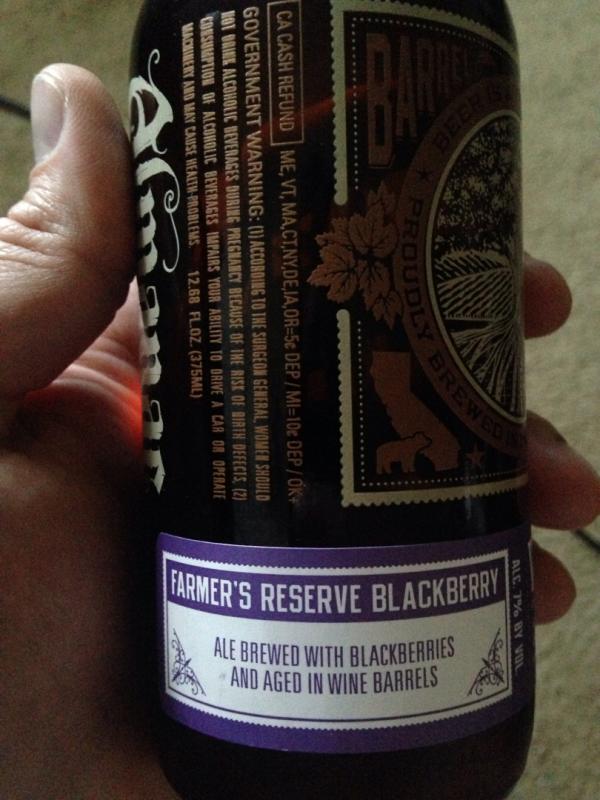 Almanac
CA CASH REFUND ME, VT, MA,CT,NY,DE,IA,OR-5¢ DEP / MI-10¢ DEP / OK+
GOVERNMENT WARNING: (1) ACCORDING TO THE SURGEON GENERAL WOMEN SHOULD
NOT DRINK ALCOHOLIC BEVERAGES DURING PREGNANCY BECAUSE OF THE RISK OF BIRTH DEFECTS. (2)
CONSUMPTION OF ALCOHOLIC BEVERAGES IMPAIRS YOUR ABILITY TO DRIVE A CAR OR OPERATE
MACHINERY AND MAY CAUSE HEALTH PROBLEMS. 12.68 FL.OZ. (375ML)
BARREL
BEER IS
PROUDLY BREWED IN
FARMER'S RESERVE BLACKBERRY
ALE BREWED WITH BLACKBERRIES
AND AGED IN WINE BARRELS
ALC. 7% BY VOL